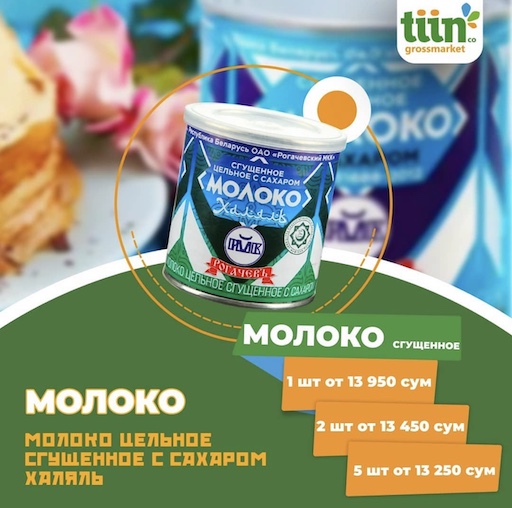 tiin
co
grossmarket
Республика Беларусь ОАО «Рогачевский МКК»
СГУЩЕННОЕ
ЦЕЛЬНОЕ С САХАРОМ
МОЛОКО
Халяль
РОГАЧЕВЪ
МОЛОКО ЦЕЛЬНОЕ СГУЩЕННОЕ С САХАРОМ
МОЛОКО СГУЩЕННОЕ
1 шт от 13 950 сум
2 шт от 13 450 сум
5 шт от 13 250 сум
МОЛОКО
МОЛОКО ЦЕЛЬНОЕ
СГУЩЕННОЕ С САХАРОМ
ХАЛЯЛЬ